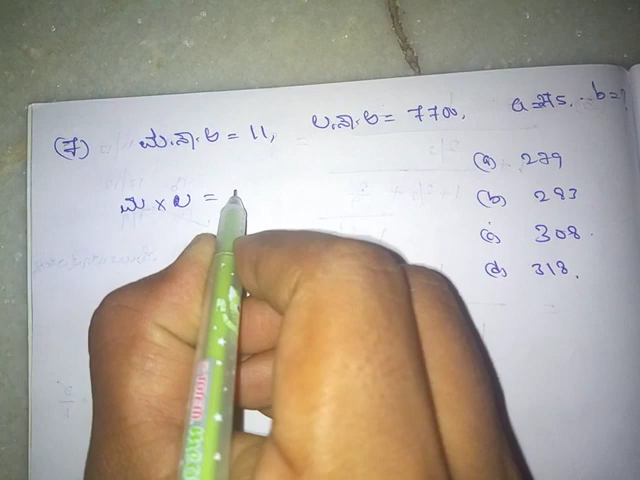 (7) ಮ.ಸಾ.ಅ = 11, ಲ.ಸಾ.ಅ = 7700, a=275, b=?
(a) 279
(b) 283
(c) 308.
(d) 318.
ಮ × ಲ =